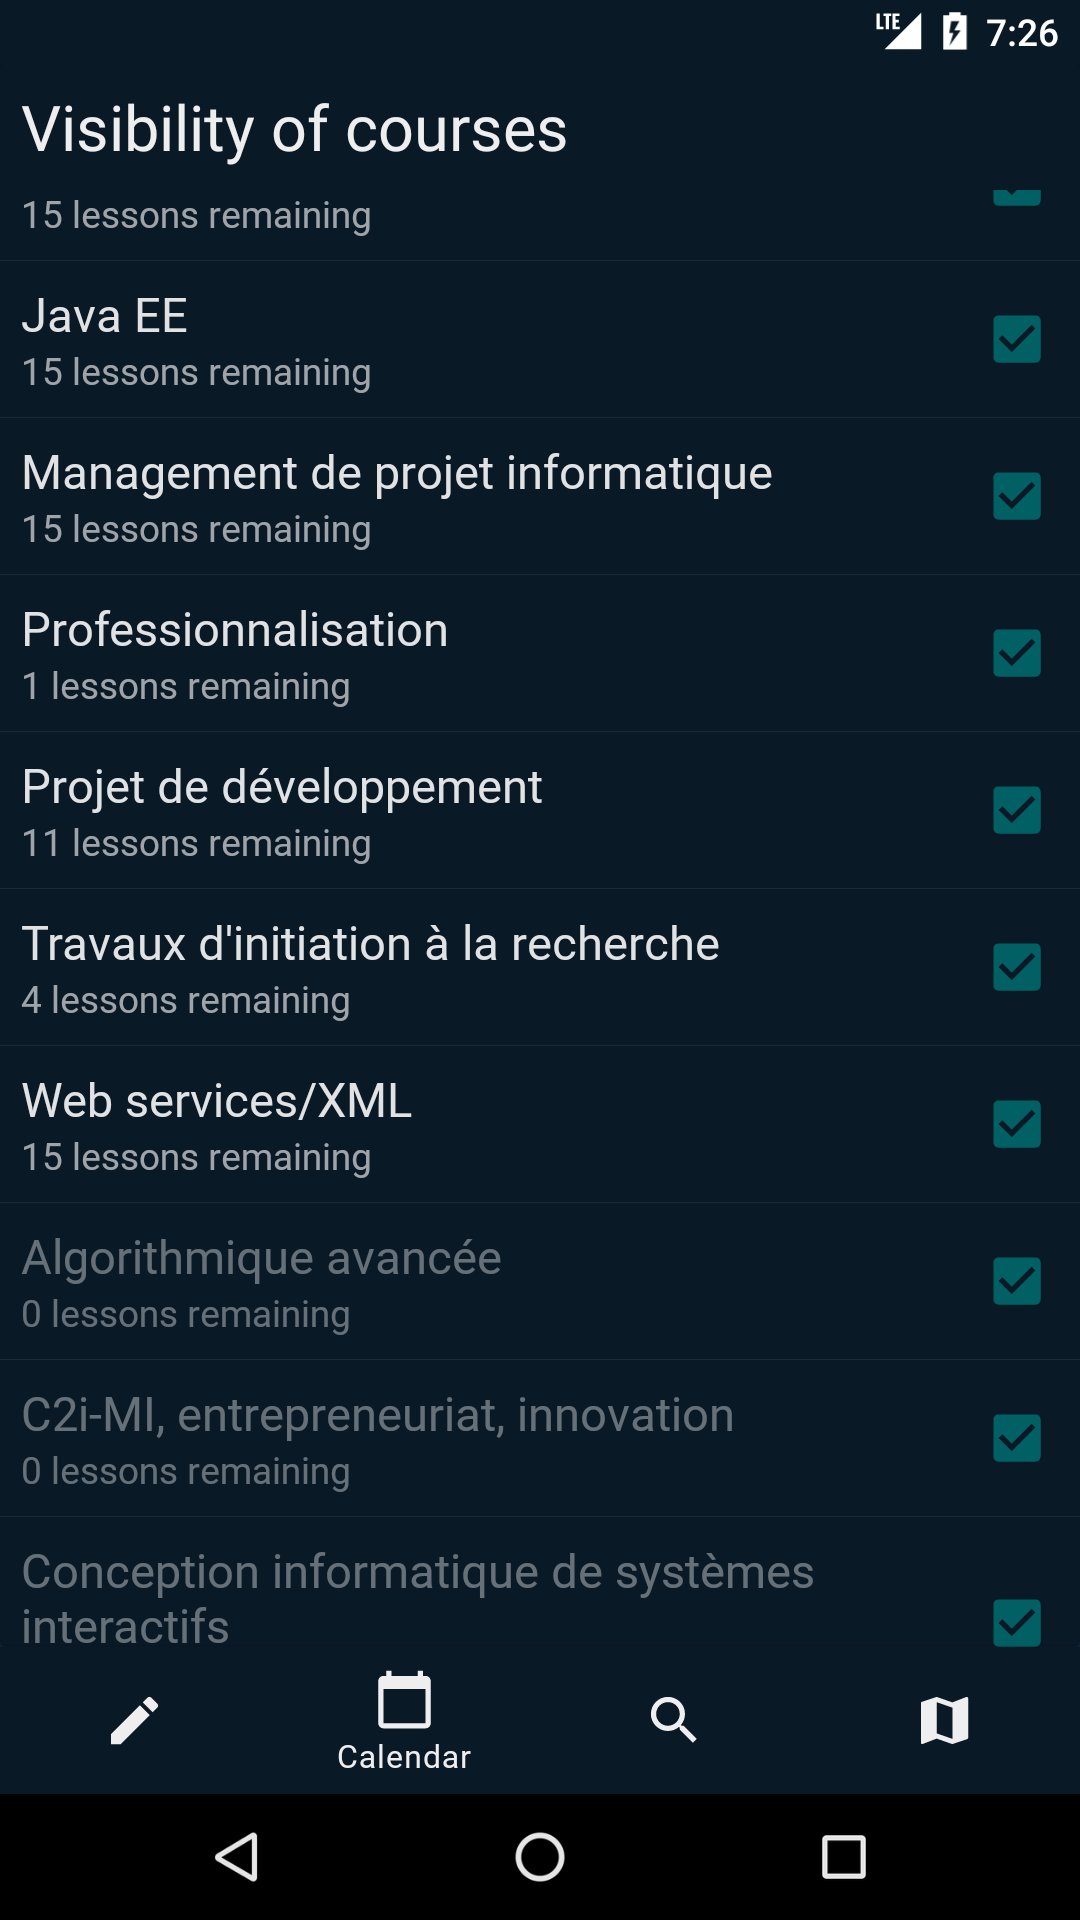 LTE 7:26
Visibility of courses
15 lessons remaining
Java EE
15 lessons remaining
Management de projet informatique
15 lessons remaining
Professionnalisation
1 lessons remaining
Projet de développement
11 lessons remaining
Travaux d'initiation à la recherche
4 lessons remaining
Web services/XML
15 lessons remaining
Algorithmique avancée
0 lessons remaining
C2i-MI, entrepreneuriat, innovation
0 lessons remaining
Conception informatique de systèmes
interactifs
Calendar